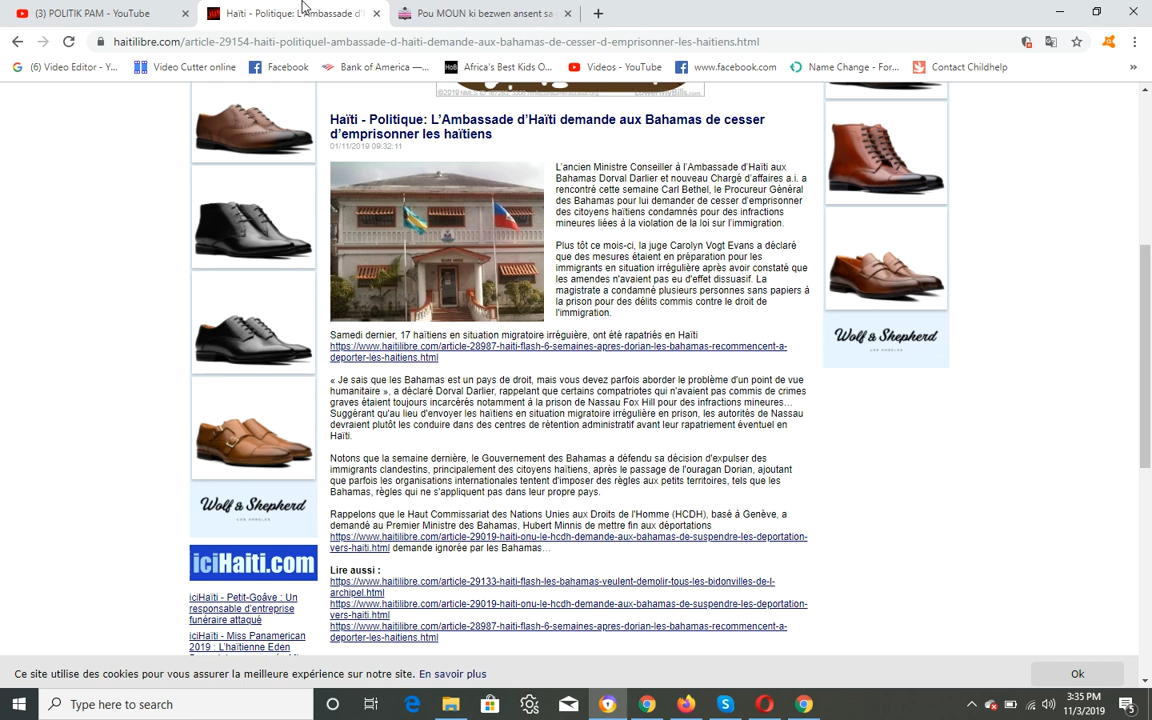 (3) POLITIK PAM - YouTube
Haïti - Politique: L'Ambassade d'H
Pou MOUN ki bezwen ansent sa
haitilibre.com/article-29154-haiti-politiquel-ambassade-d-haiti-demande-aux-bahamas-de-cesser-d-emprisonner-les-haitiens.html
(6) Video Editor - Y...
Video Cutter online
Facebook
Bank of America —...
Africa's Best Kids O...
Videos - YouTube
www.facebook.com
Name Change - For...
Contact Childhelp
»
Haïti - Politique: L'Ambassade d'Haïti demande aux Bahamas de cesser
d'emprisonner les haïtiens
01/11/2019 09:32:11
L'ancien Ministre Conseiller à l'Ambassade d'Haïti aux
Bahamas Dorval Darlier et nouveau Chargé d'affaires a.i. a
rencontré cette semaine Carl Bethel, le Procureur Général
des Bahamas pour lui demander de cesser d'emprisonner
des citoyens haïtiens condamnés pour des infractions
mineures liées à la violation de la loi sur l'immigration.
Plus tôt ce mois-ci, la juge Carolyn Vogt Evans a déclaré
que des mesures étaient en préparation pour les
immigrants en situation irrégulière après avoir constaté que
les amendes n'avaient pas eu d'effet dissuasif. La
magistrate a condamné plusieurs personnes sans papiers à
la prison pour des délits commis contre le droit de
l'immigration.
Samedi dernier, 17 haïtiens en situation migratoire irréguière, ont été rapatriés en Haïti
https://www.haitilibre.com/article-28987-haiti-flash-6-semaines-apres-dorian-les-bahamas-recommencent-a-
deporter-les-haitiens.html
« Je sais que les Bahamas est un pays de droit, mais vous devez parfois aborder le problème d'un point de vue
humanitaire », a déclaré Dorval Darlier, rappelant que certains compatriotes qui n'avaient pas commis de crimes
graves étaient toujours incarcérés notamment à la prison de Nassau Fox Hill pour des infractions mineures...
Suggérant qu'au lieu d'envoyer les haïtiens en situation migratoire irrégulière en prison, les autorités de Nassau
devraient plutôt les conduire dans des centres de rétention administratif avant leur rapatriement éventuel en
Haïti.
Notons que la semaine dernière, le Gouvernement des Bahamas a défendu sa décision d'expulser des
immigrants clandestins, principalement des citoyens haïtiens, après le passage de l'ouragan Dorian, ajoutant
que parfois les organisations internationales tentent d'imposer des règles aux petits territoires, tels que les
Bahamas, règles qui ne s'appliquent pas dans leur propre pays.
Rappelons que le Haut Commissariat des Nations Unies aux Droits de l'Homme (HCDH), basé à Genève, a
demandé au Premier Ministre des Bahamas, Hubert Minnis de mettre fin aux déportations
https://www.haitilibre.com/article-29019-haiti-onu-le-hcdh-demande-aux-bahamas-de-suspendre-les-deportation-
vers-haiti.html demande ignorée par les Bahamas...
Lire aussi :
https://www.haitilibre.com/article-29133-haiti-flash-les-bahamas-veulent-demolir-tous-les-bidonvilles-de-l-
archipel.html
https://www.haitilibre.com/article-29019-haiti-onu-le-hcdh-demande-aux-bahamas-de-suspendre-les-deportation-
vers-haiti.html
https://www.haitilibre.com/article-28987-haiti-flash-6-semaines-apres-dorian-les-bahamas-recommencent-a-
deporter-les-haitiens.html
Wolf & Shepherd
LOS ANGELES
Wolf & Shepherd
LOS ANGELES
iciHaiti.com
iciHaïti - Petit-Goâve : Un
responsable d'entreprise
funéraire attaqué
iciHaïti - Miss Panamerican
2019 : L'haïtienne Eden
Ce site utilise des cookies pour vous assurer la meilleure expérience sur notre site. En savoir plus
Ok
Type here to search
3:35 PM
11/3/2019
5